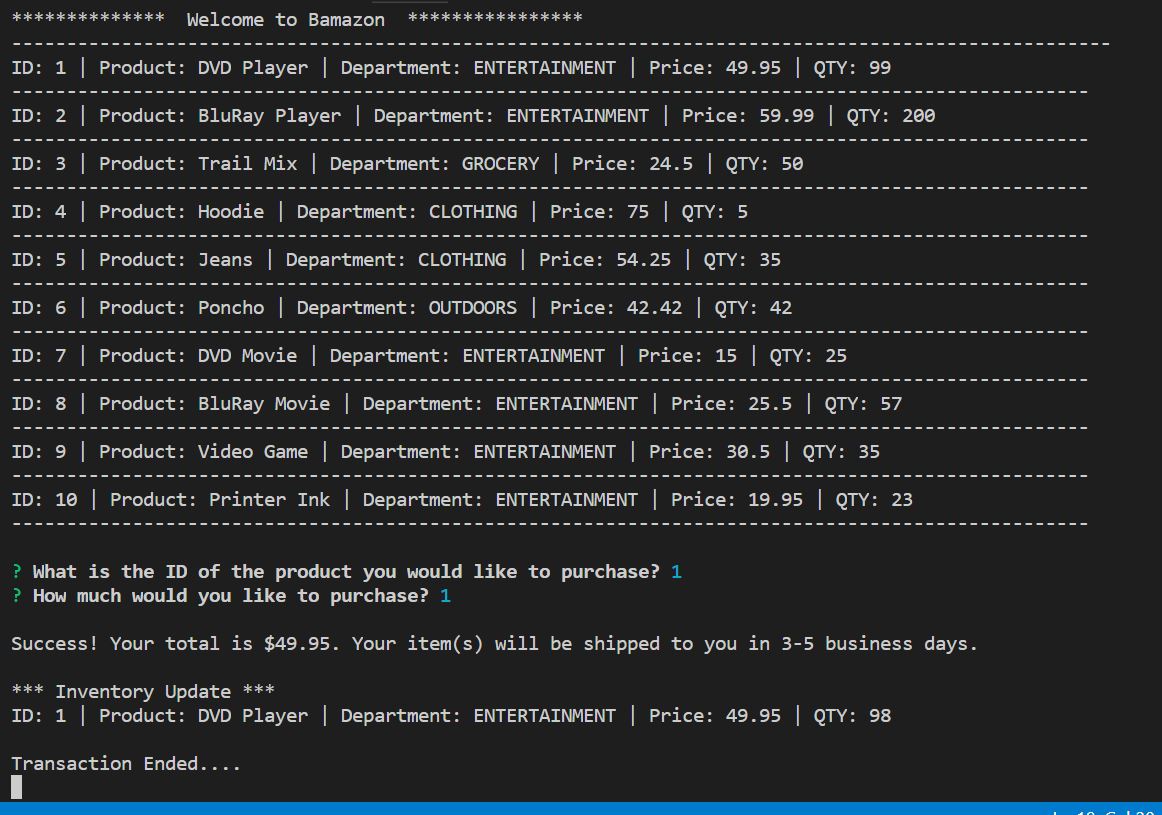 **************  Welcome to Bamazon  ****************
----------------------------------------------------------------------------------------------------
ID: 1 | Product: DVD Player | Department: ENTERTAINMENT | Price: 49.95 | QTY: 99
--------------------------------------------------------------------------------------------------
ID: 2 | Product: BluRay Player | Department: ENTERTAINMENT | Price: 59.99 | QTY: 200
--------------------------------------------------------------------------------------------------
ID: 3 | Product: Trail Mix | Department: GROCERY | Price: 24.5 | QTY: 50
--------------------------------------------------------------------------------------------------
ID: 4 | Product: Hoodie | Department: CLOTHING | Price: 75 | QTY: 5
--------------------------------------------------------------------------------------------------
ID: 5 | Product: Jeans | Department: CLOTHING | Price: 54.25 | QTY: 35
--------------------------------------------------------------------------------------------------
ID: 6 | Product: Poncho | Department: OUTDOORS | Price: 42.42 | QTY: 42
--------------------------------------------------------------------------------------------------
ID: 7 | Product: DVD Movie | Department: ENTERTAINMENT | Price: 15 | QTY: 25
--------------------------------------------------------------------------------------------------
ID: 8 | Product: BluRay Movie | Department: ENTERTAINMENT | Price: 25.5 | QTY: 57
--------------------------------------------------------------------------------------------------
ID: 9 | Product: Video Game | Department: ENTERTAINMENT | Price: 30.5 | QTY: 35
--------------------------------------------------------------------------------------------------
ID: 10 | Product: Printer Ink | Department: ENTERTAINMENT | Price: 19.95 | QTY: 23
--------------------------------------------------------------------------------------------------
? What is the ID of the product you would like to purchase? 1
? How much would you like to purchase? 1
Success! Your total is $49.95. Your item(s) will be shipped to you in 3-5 business days.
*** Inventory Update ***
ID: 1 | Product: DVD Player | Department: ENTERTAINMENT | Price: 49.95 | QTY: 98
Transaction Ended....